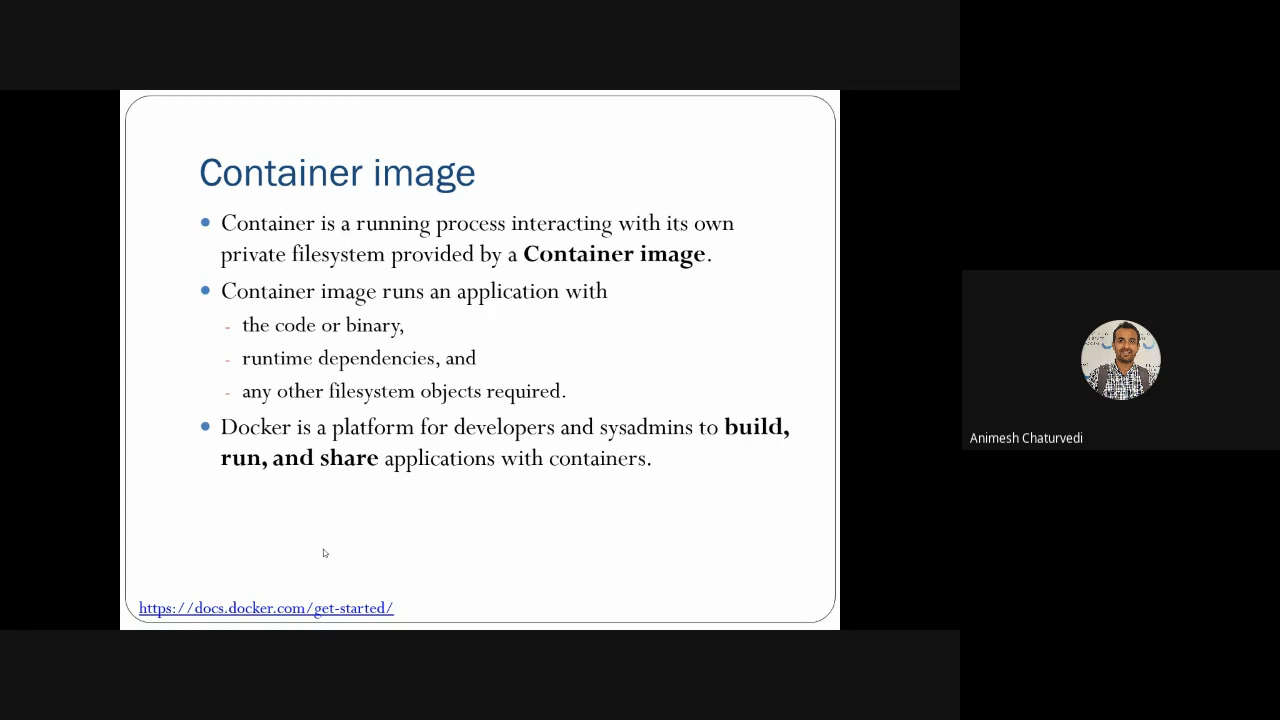 Container image
• Container is a running process interacting with its own
private filesystem provided by a Container image.
• Container image runs an application with
- the code or binary,
- runtime dependencies, and
- any other filesystem objects required.
• Docker is a platform for developers and sysadmins to build,
run, and share applications with containers.
https://docs.docker.com/get-started/
Animesh Chaturvedi